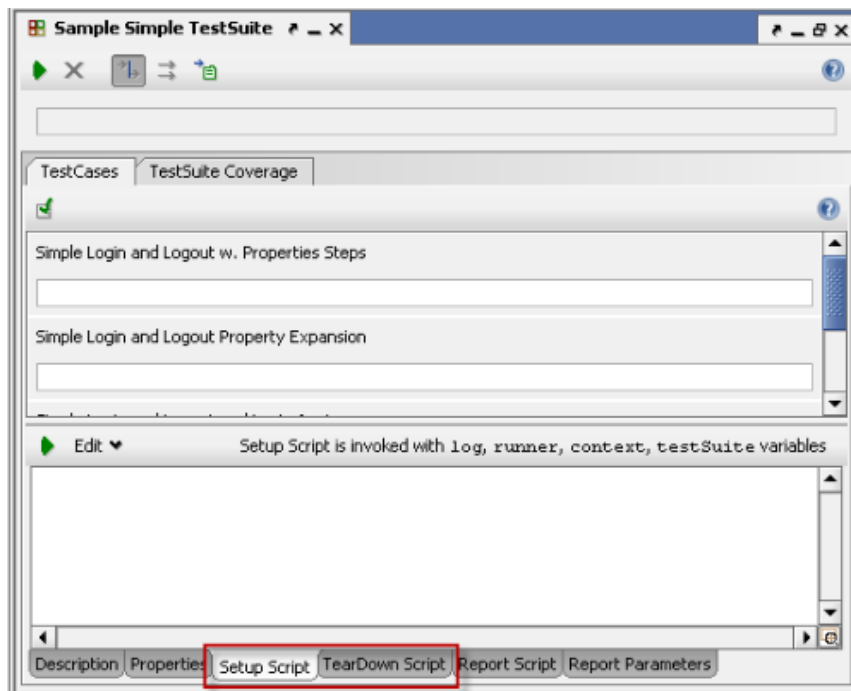 Sample Simple TestSuite
TestCases TestSuite Coverage
Simple Login and Logout w. Properties Steps
Simple Login and Logout Property Expansion
Edit Setup Script is invoked with log, runner, context, testSuite variables
Description Properties Setup Script TearDown Script Report Script Report Parameters